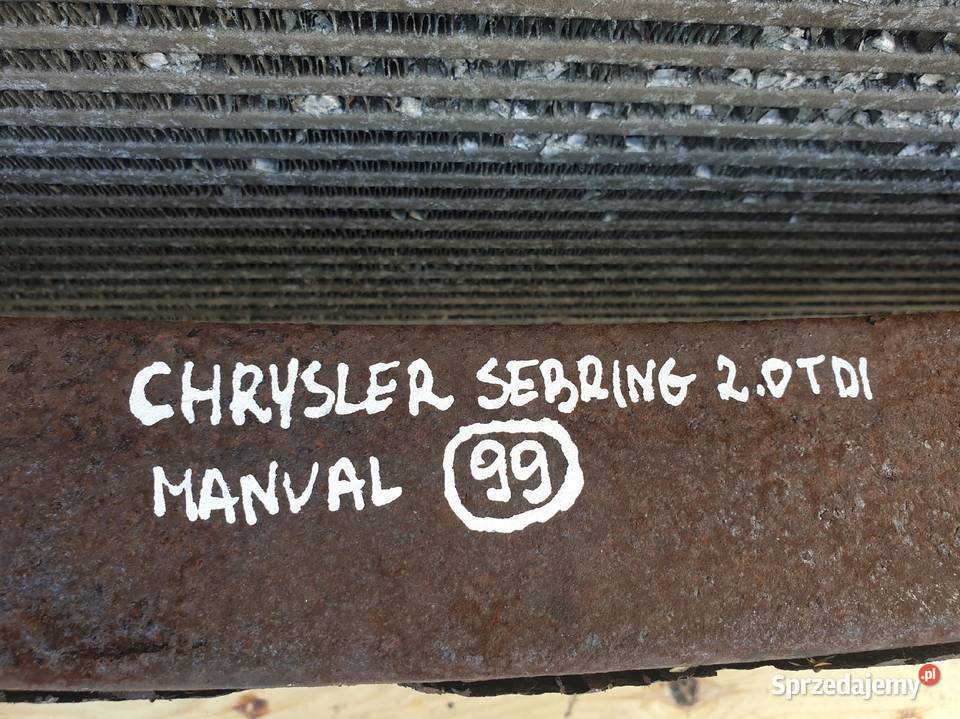 CHRYSLER SEBRING 2.0TDI
MANUAL 99
Sprzedajemy.pl